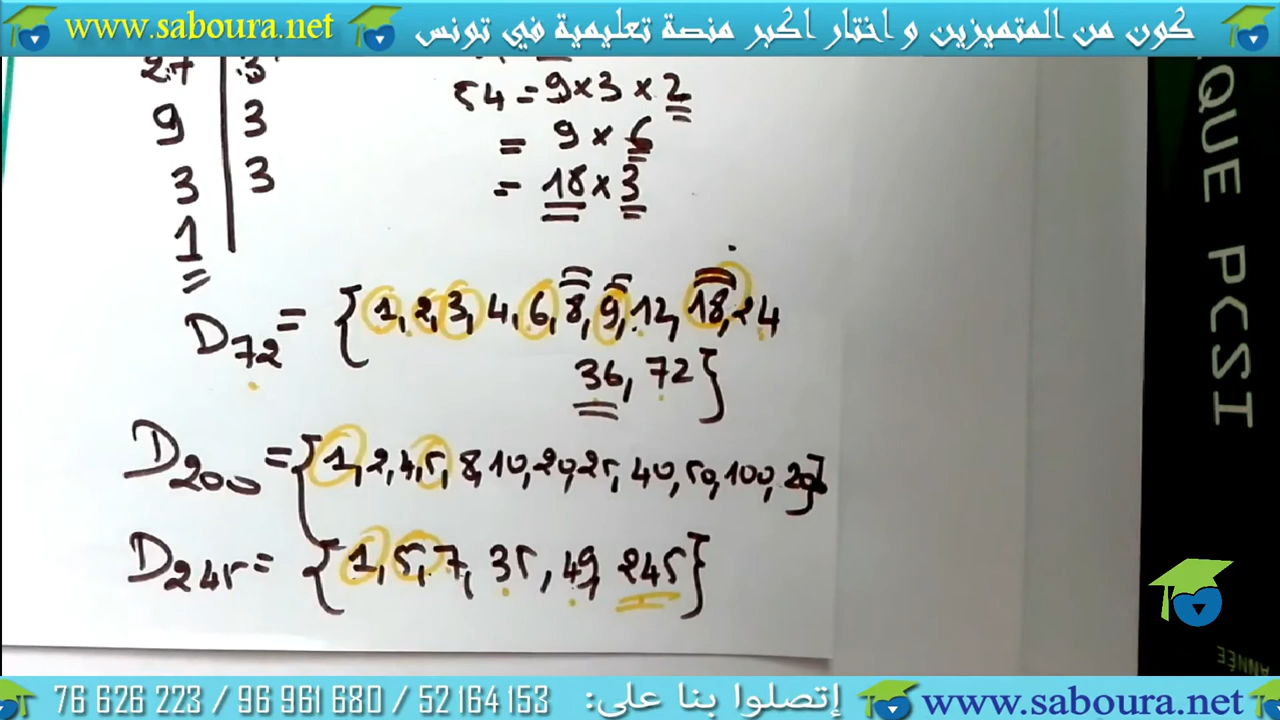 www.saboura.net كون من المتميزين و اختار اكبر منصة تعليمية في تونس
27 | 3
9 | 3
3 | 3
1
54 = 9 × 3 × 2
= 9 × 6
= 18 × 3
D72 = {1, 2, 3, 4, 6, 8, 9, 12, 18, 24
36, 72}
D200 = {1, 2, 4, 5, 8, 10, 20, 25, 40, 50, 100, 200}
D245 = {1, 5, 7, 35, 49, 245}
QUE PCSI
ANNÉE
76 626 223 / 96 961 680 / 52 164 153 إتصلوا بنا على: www.saboura.net